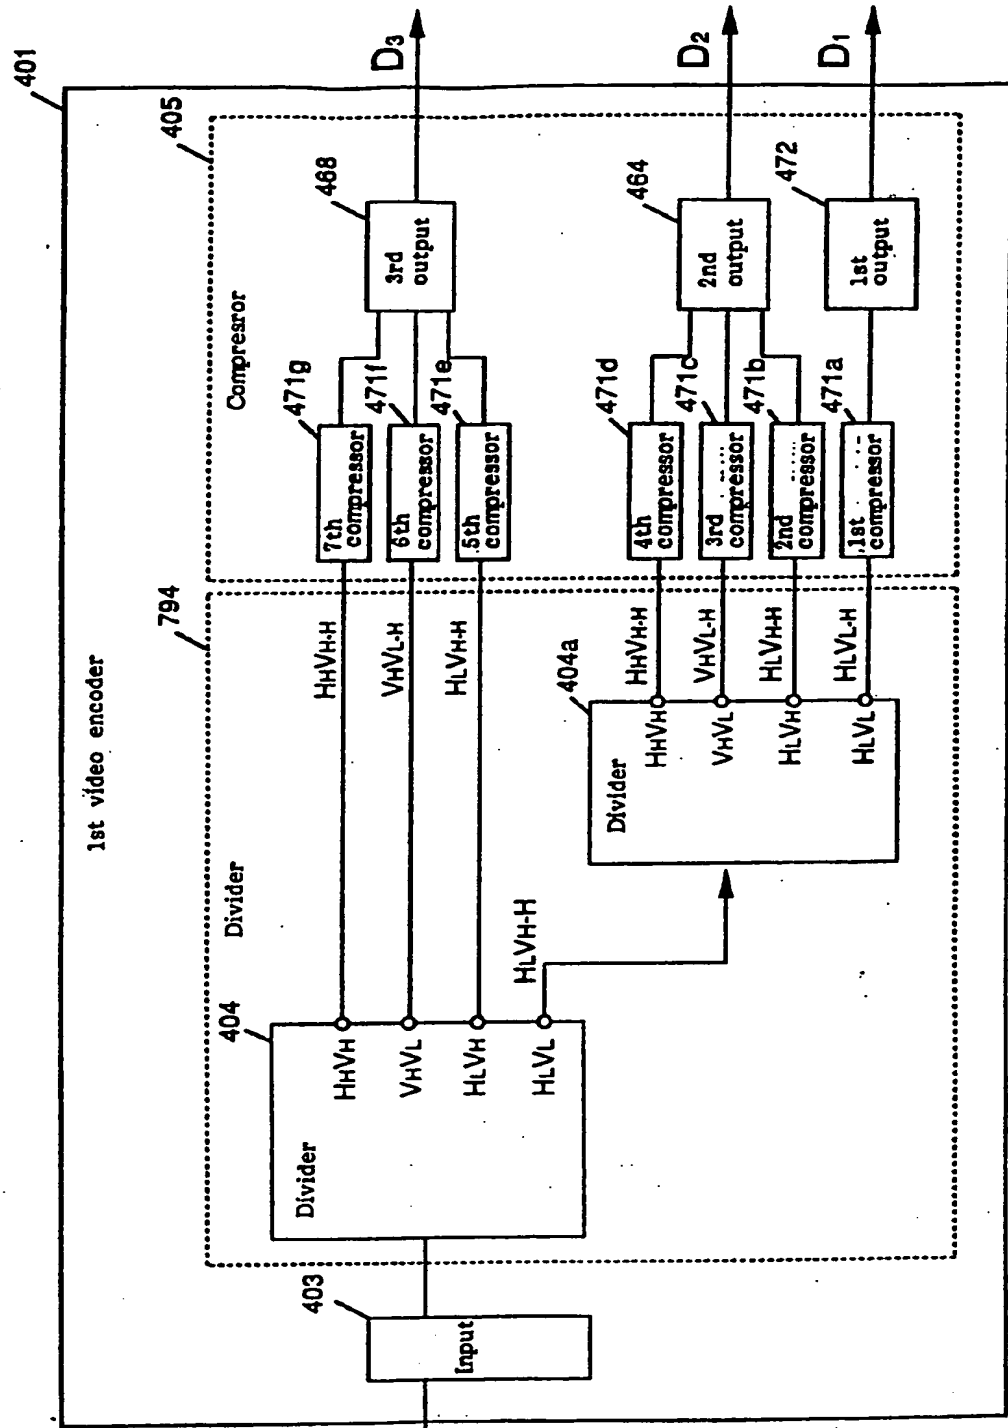 401
1st video encoder
794
405
Divider
Compresror
403
Input
404
Divider
HHVH
VHVL
HLVH
HLVL
HHVH-H
VHVL-H
HLVH-H
HLVH-H
404a
Divider
HHVH
VHVL
HLVH
HLVL
HHVH-H
VHVL-H
HLVH-H
HLVL-H
471g
7th
compressor
471f
6th
compressor
471e
5th
compressor
471d
4th
compressor
471c
3rd
compressor
471b
2nd
compressor
471a
1st
compressor
468
3rd
output
464
2nd
output
472
1st
output
D3
D2
D1